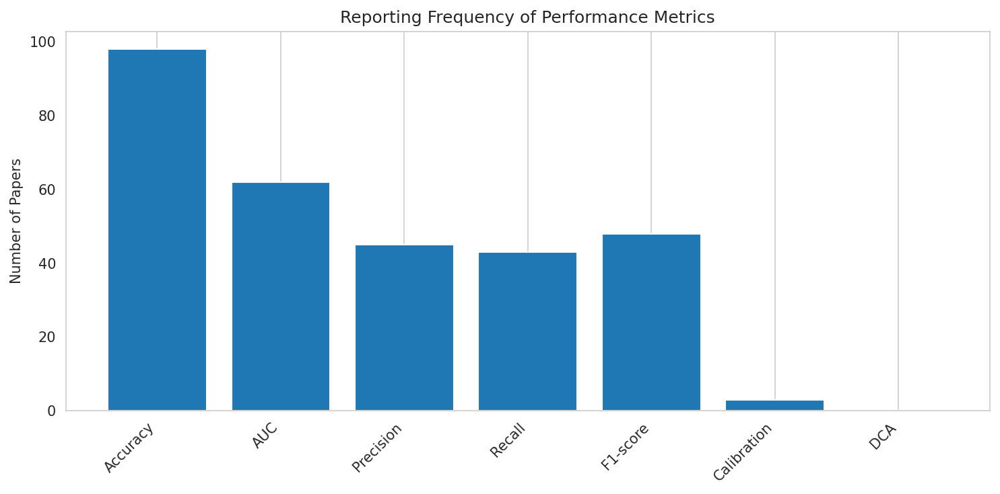 Reporting Frequency of Performance Metrics
Number of Papers
100
80
60
40
20
0
Accuracy
AUC
Precision
Recall
F1-score
Calibration
DCA